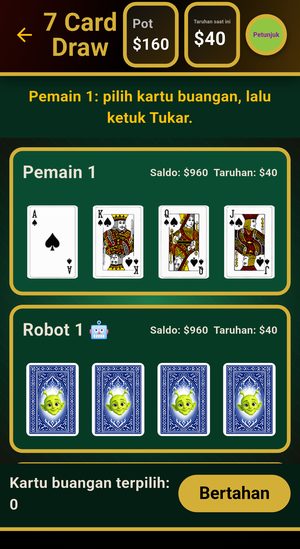 7 Card
Draw
Pot
$160
Taruhan saat ini
$40
Petunjuk
Pemain 1: pilih kartu buangan, lalu
ketuk Tukar.
Pemain 1
Saldo: $960 Taruhan: $40
A
K
Q
J
A
K
Q
J
Robot 1
Saldo: $960 Taruhan: $40
Kartu buangan terpilih:
0
Bertahan